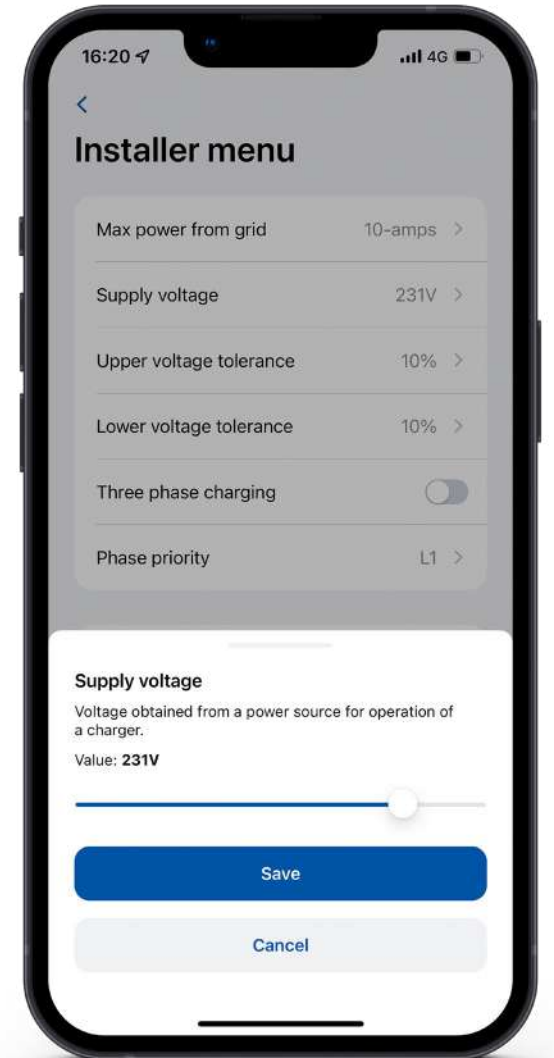 16:20 4G
Installer menu
Max power from grid 10-amps
Supply voltage 231V
Upper voltage tolerance 10%
Lower voltage tolerance 10%
Three phase charging
Phase priority L1
Supply voltage
Voltage obtained from a power source for operation of
a charger.
Value: 231V
Save
Cancel